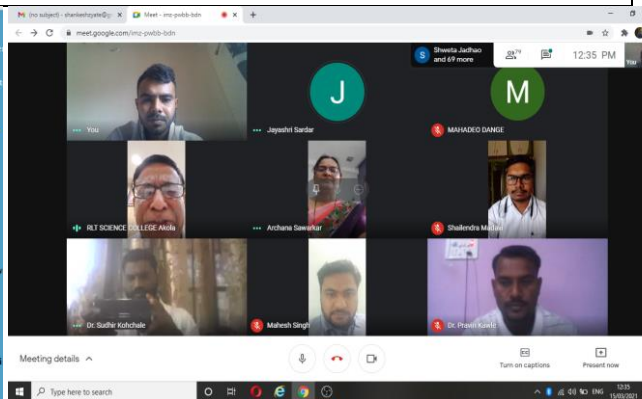 (no subject) - shankeshzyate@g
Meet - imz-pwbb-bdn
meet.google.com/imz-pwbb-bdn
S
Shweta Jadhao
and 69 more
79
12:35 PM
You
J
M
You
Jayashri Sardar
MAHADEO DANGE
RLT SCIENCE COLLEGE Akola
Archana Sawarkar
Shailendra
Dr. Sudhir Kohchale
Mahesh Singh
Dr. Pravin
Meeting details
Turn on captions
Present now
Type here to search
ENG
12:35
15/03/2021